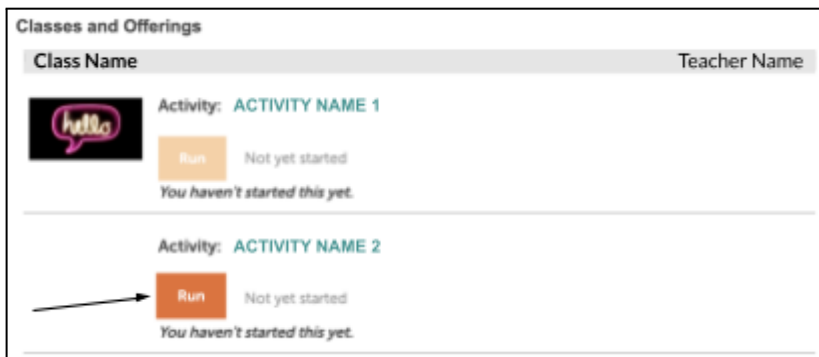 Classes and Offerings
Class Name Teacher Name
hello
Activity: ACTIVITY NAME 1
Run Not yet started
You haven't started this yet.
Activity: ACTIVITY NAME 2
Run Not yet started
You haven't started this yet.